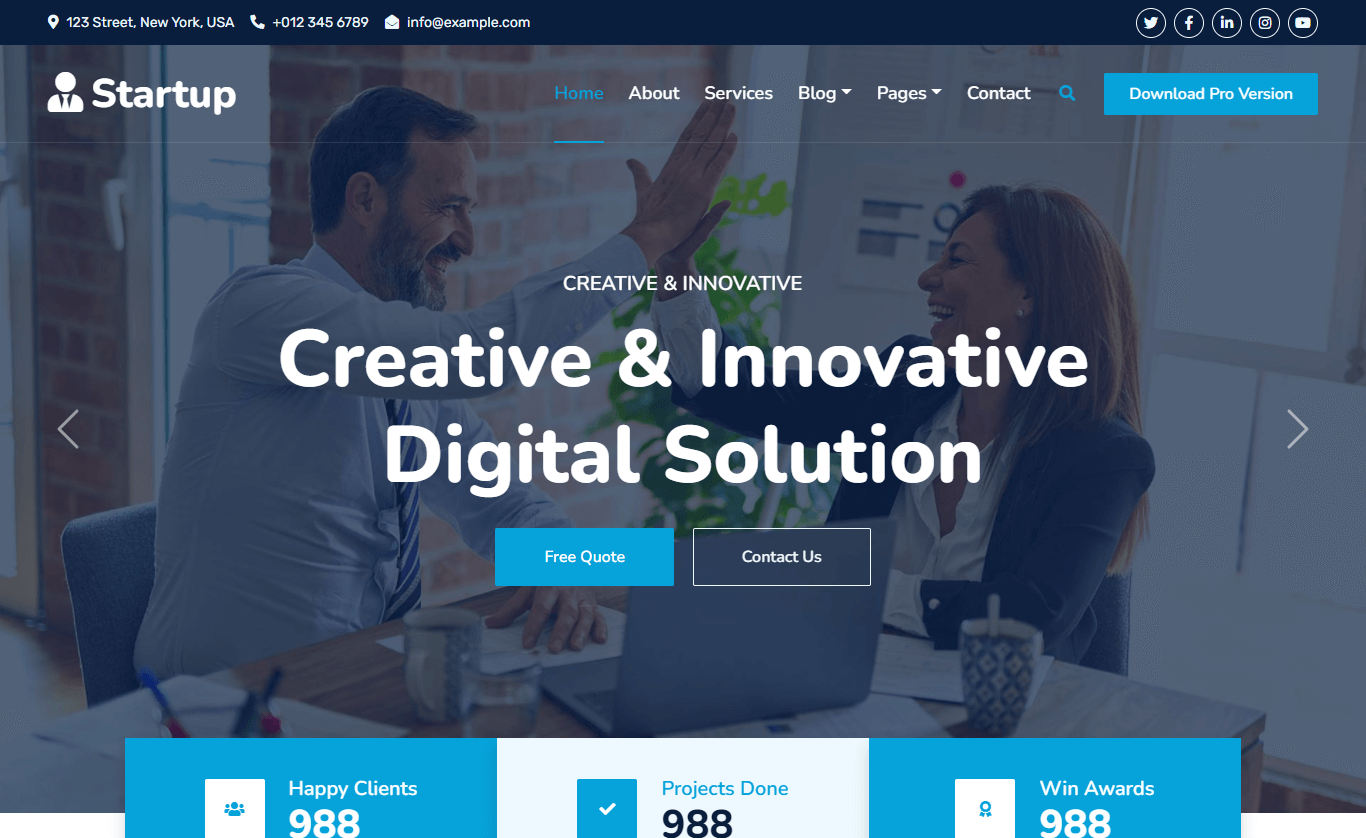 123 Street, New York, USA +012 345 6789 info@example.com
Startup Home About Services Blog Pages Contact Download Pro Version
CREATIVE & INNOVATIVE
Creative & Innovative
Digital Solution
Free Quote Contact Us
Happy Clients Projects Done Win Awards
988 988 988